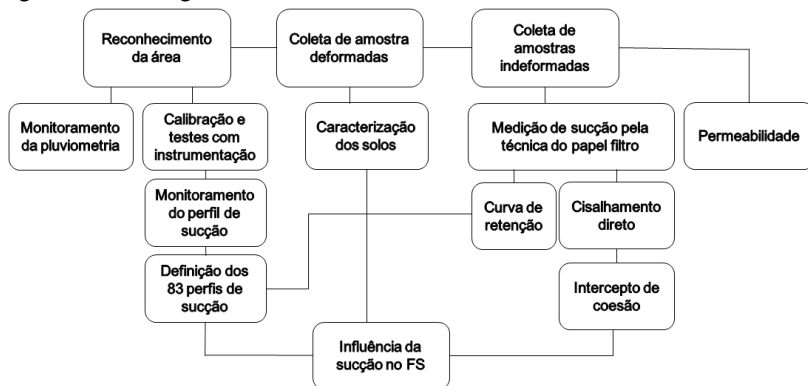 Reconhecimento
da área
Coleta de amostra
deformadas
Coleta de
amostras
indeformadas
Monitoramento
da pluviometria
Calibração e
testes com
instrumentação
Caracterização
dos solos
Medição de sucção pela
técnica do papel filtro
Permeabilidade
Monitoramento
do perfil de
sucção
Curva de
retenção
Cisalhamento
direto
Definição dos
83 perfis de
sucção
Intercepto de
coesão
Influência da
sucção no FS